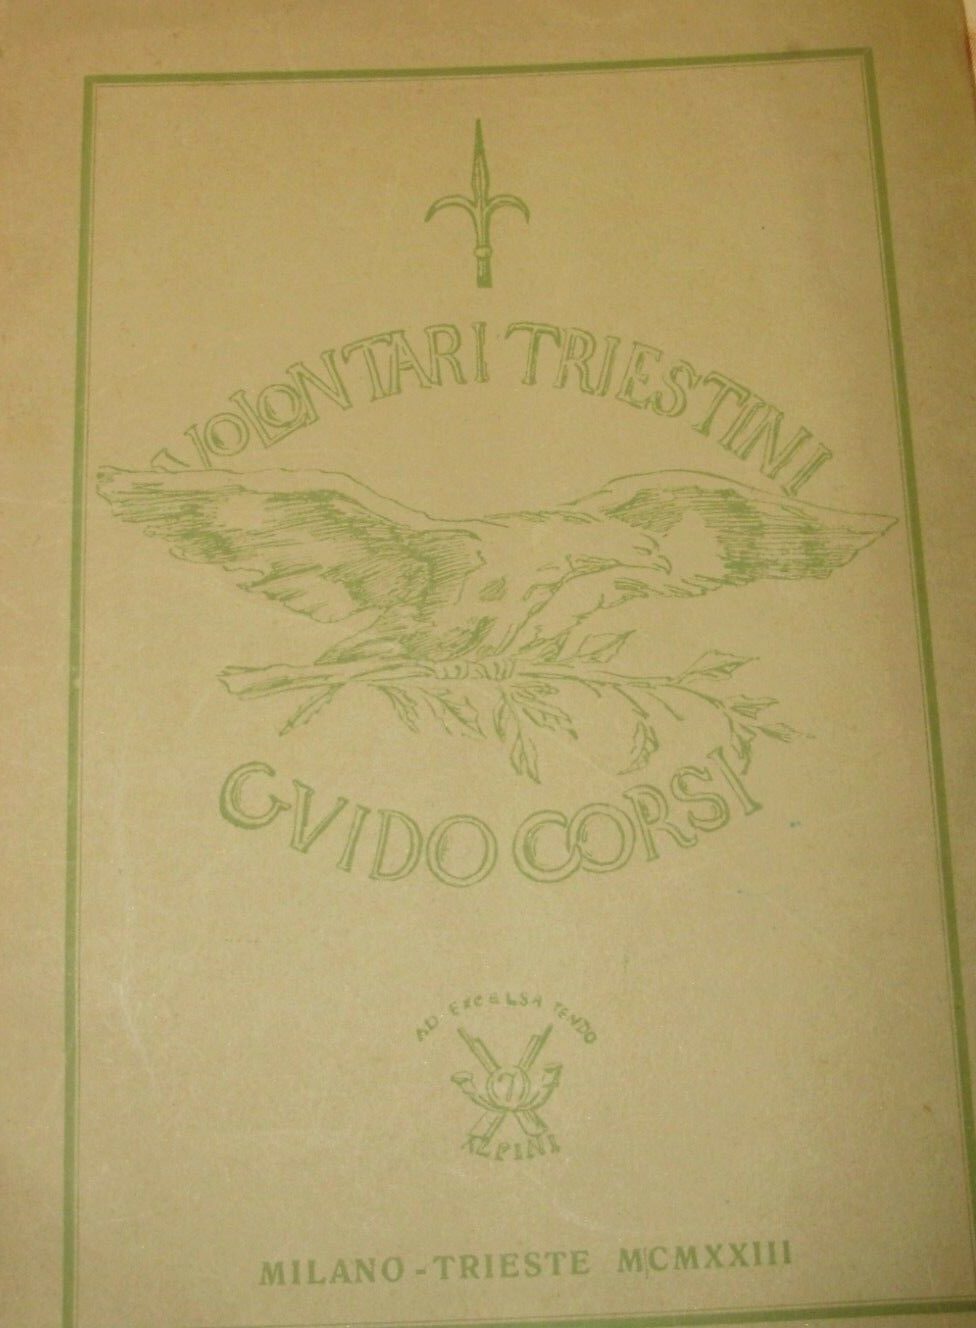 VOLONTARI TRIESTINI
GVIDO CORSI
AD EXCELSA TENDO
7
ALPINI
MILANO - TRIESTE MCMXXIII